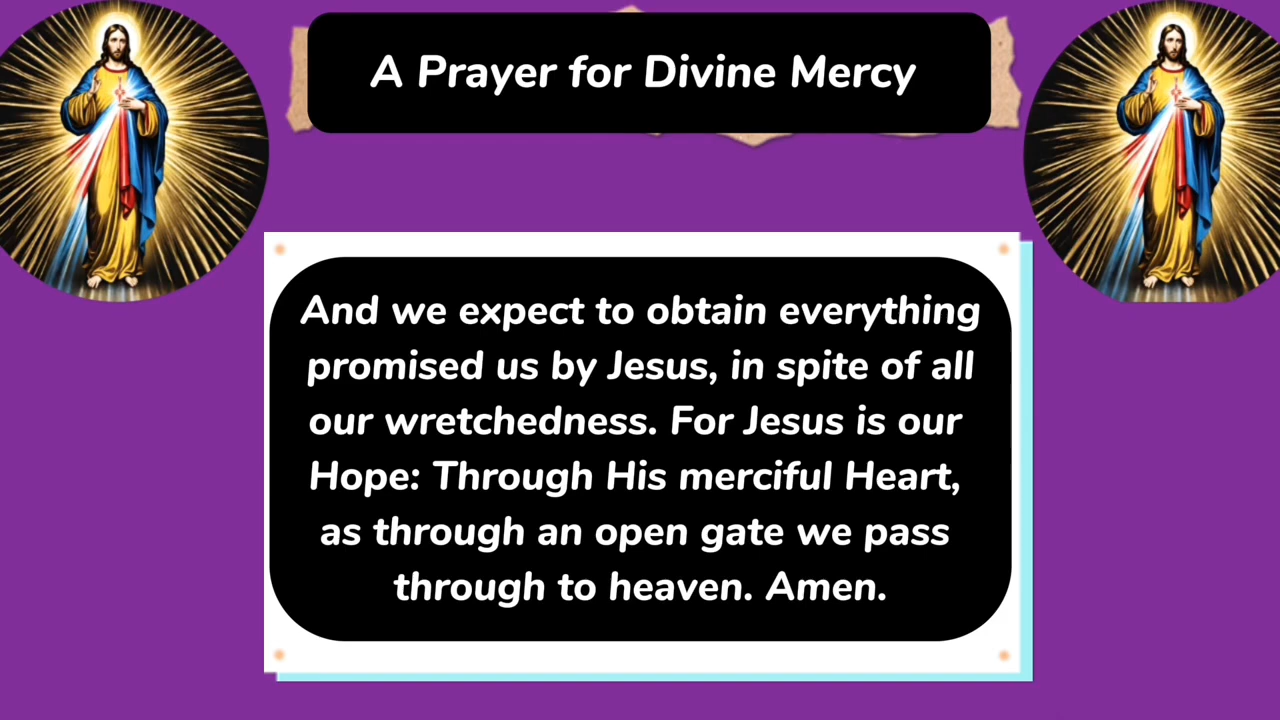 A Prayer for Divine Mercy
And we expect to obtain everything
promised us by Jesus, in spite of all
our wretchedness. For Jesus is our
Hope: Through His merciful Heart,
as through an open gate we pass
through to heaven. Amen.